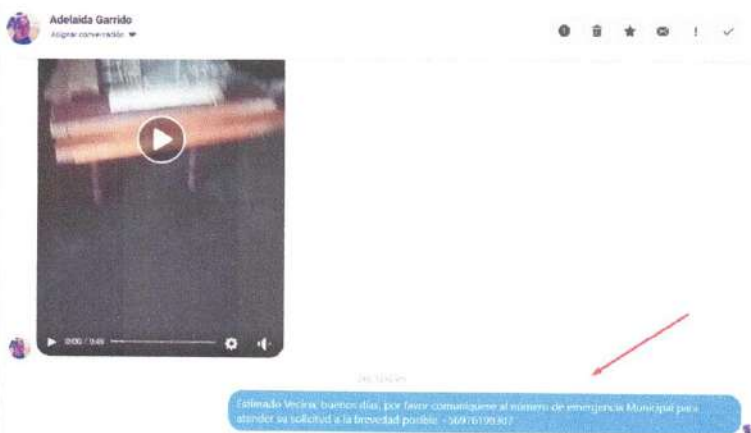 Adelaida Garrido
Asignar conversación
0:00 / 0:49
Estimado Vecino, buenos días, por favor comuníquese al número de emergencia Municipal para
atender su solicitud a la brevedad posible